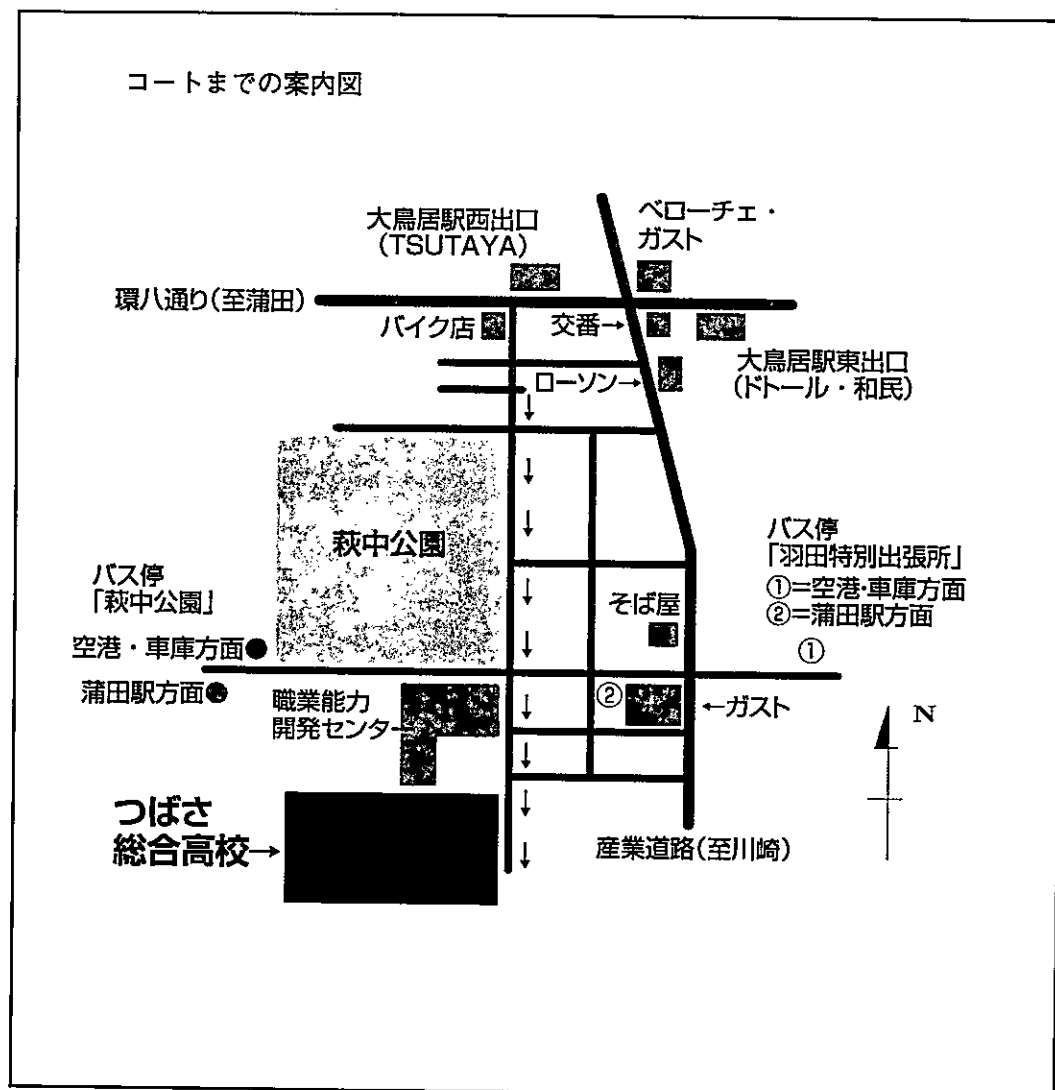 コートまでの案内図
大鳥居駅西出口
(TSUTAYA)
ベローチェ・
ガスト
環八通り(至蒲田)
バイク店
交番→
大鳥居駅東出口
(ドトール・和民)
ローソン→
萩中公園
バス停
「羽田特別出張所」
①=空港・車庫方面
②=蒲田駅方面
①
バス停
「萩中公園」
空港・車庫方面●
蒲田駅方面●
そば屋
職業能力
開発センター
②
←ガスト
N
つばさ
総合高校→
産業道路(至川崎)